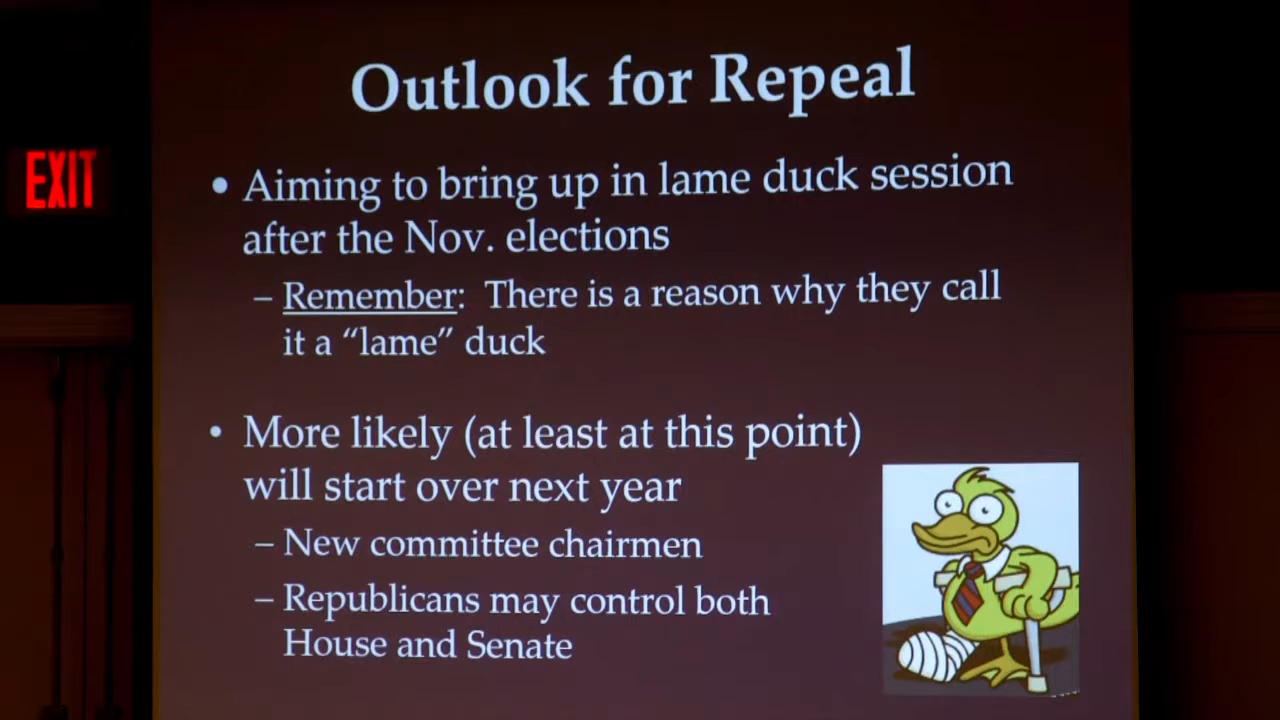 Outlook for Repeal
EXIT
• Aiming to bring up in lame duck session
after the Nov. elections
– Remember: There is a reason why they call
it a “lame” duck
• More likely (at least at this point)
will start over next year
– New committee chairmen
– Republicans may control both
House and Senate